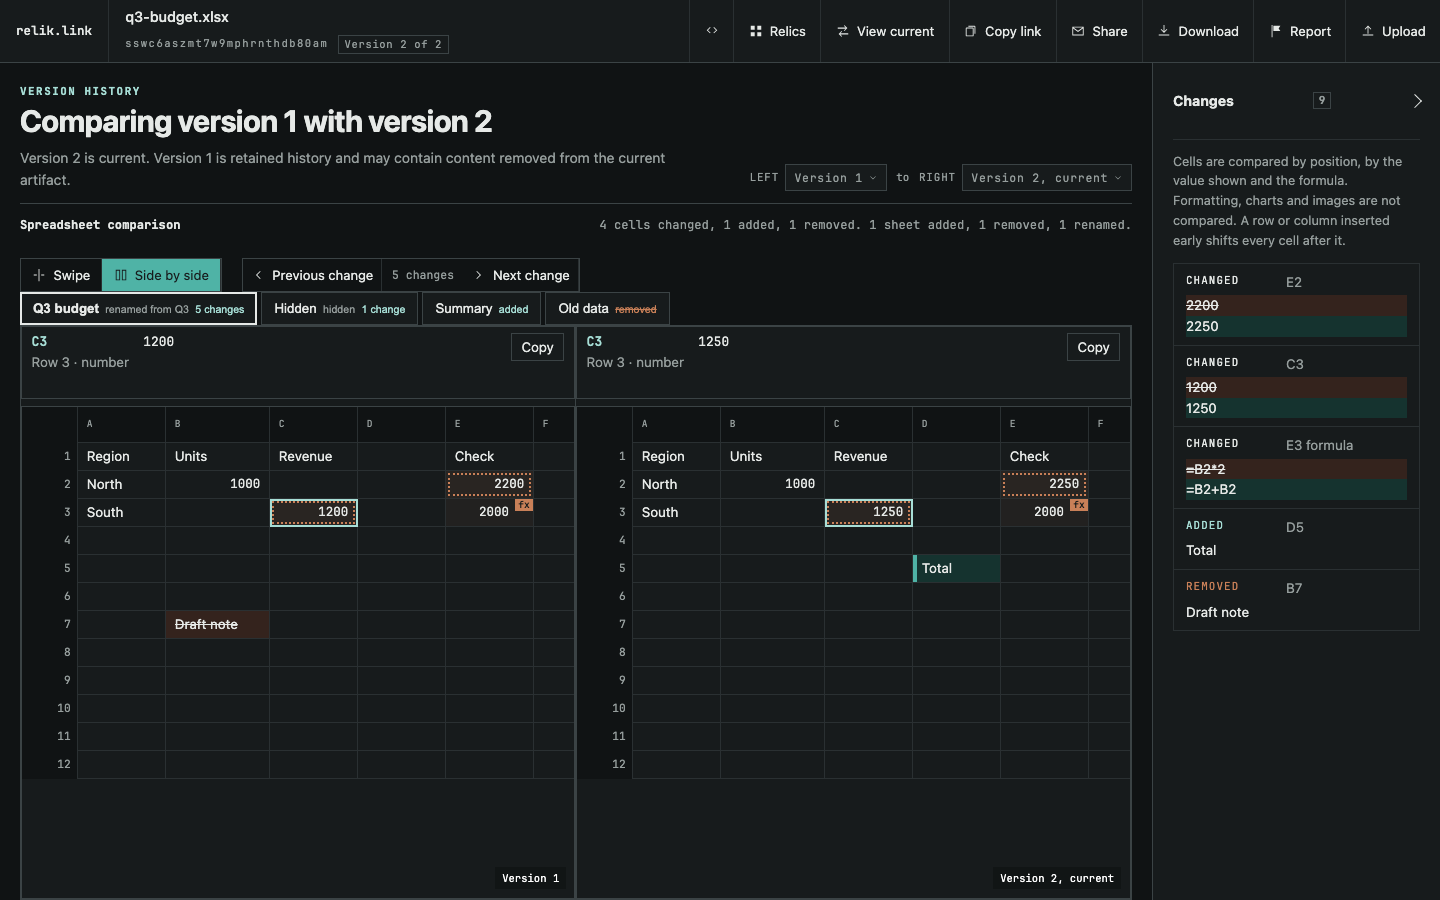 relik.link
q3-budget.xlsx
sswc6aszmt7w9mphrnthdb80am Version 2 of 2
Relics
View current
Copy link
Share
Download
Report
Upload
VERSION HISTORY
Comparing version 1 with version 2
Version 2 is current. Version 1 is retained history and may contain content removed from the current
artifact.
LEFT Version 1 to RIGHT Version 2, current
Spreadsheet comparison
4 cells changed, 1 added, 1 removed. 1 sheet added, 1 removed, 1 renamed.
Swipe Side by side Previous change 5 changes Next change
Q3 budget renamed from Q3 5 changes Hidden hidden 1 change Summary added Old data removed
C3 1200 Copy
Row 3 · number
A B C D E F
1 Region Units Revenue Check
2 North 1000 2200
3 South 1200 2000 fx
4
5
6
7 Draft note
8
9
10
11
12
Version 1
C3 1250 Copy
Row 3 · number
A B C D E F
1 Region Units Revenue Check
2 North 1000 2250
3 South 1250 2000 fx
4
5 Total
6
7
8
9
10
11
12
Version 2, current
Changes 9
Cells are compared by position, by the
value shown and the formula.
Formatting, charts and images are not
compared. A row or column inserted
early shifts every cell after it.
CHANGED E2
2200
2250
CHANGED C3
1200
1250
CHANGED E3 formula
=B2*2
=B2+B2
ADDED D5
Total
REMOVED B7
Draft note